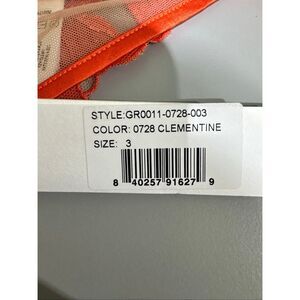 STYLE:GR0011-0728-003
COLOR: 0728 CLEMENTINE
SIZE: 3
8 40257 91627 9